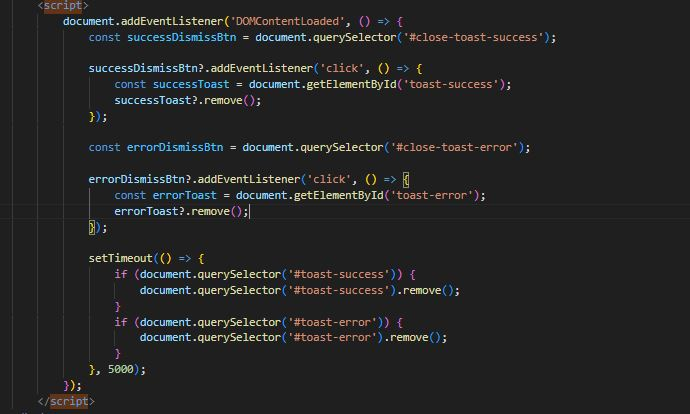 <script>
document.addEventListener('DOMContentLoaded', () => {
const successDismissBtn = document.querySelector('#close-toast-success');
successDismissBtn?.addEventListener('click', () => {
const successToast = document.getElementById('toast-success');
successToast?.remove();
});
const errorDismissBtn = document.querySelector('#close-toast-error');
errorDismissBtn?.addEventListener('click', () => {
const errorToast = document.getElementById('toast-error');
errorToast?.remove();
});
setTimeout(() => {
if (document.querySelector('#toast-success')) {
document.querySelector('#toast-success').remove();
}
if (document.querySelector('#toast-error')) {
document.querySelector('#toast-error').remove();
}
}, 5000);
});
</script>